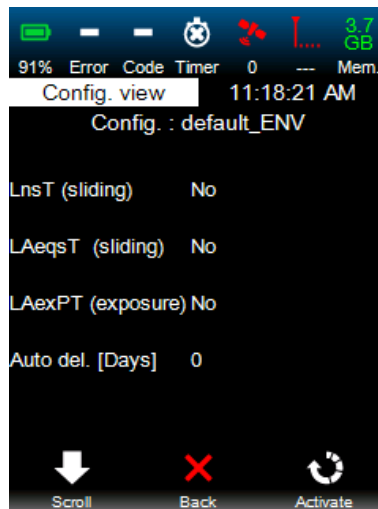 3.7
GB
91% Error Code Timer 0 --- Mem.
Config. view 11:18:21 AM
Config. : default_ENV
LnsT (sliding) No
LAeqsT (sliding) No
LAexPT (exposure) No
Auto del. [Days] 0
Scroll Back Activate